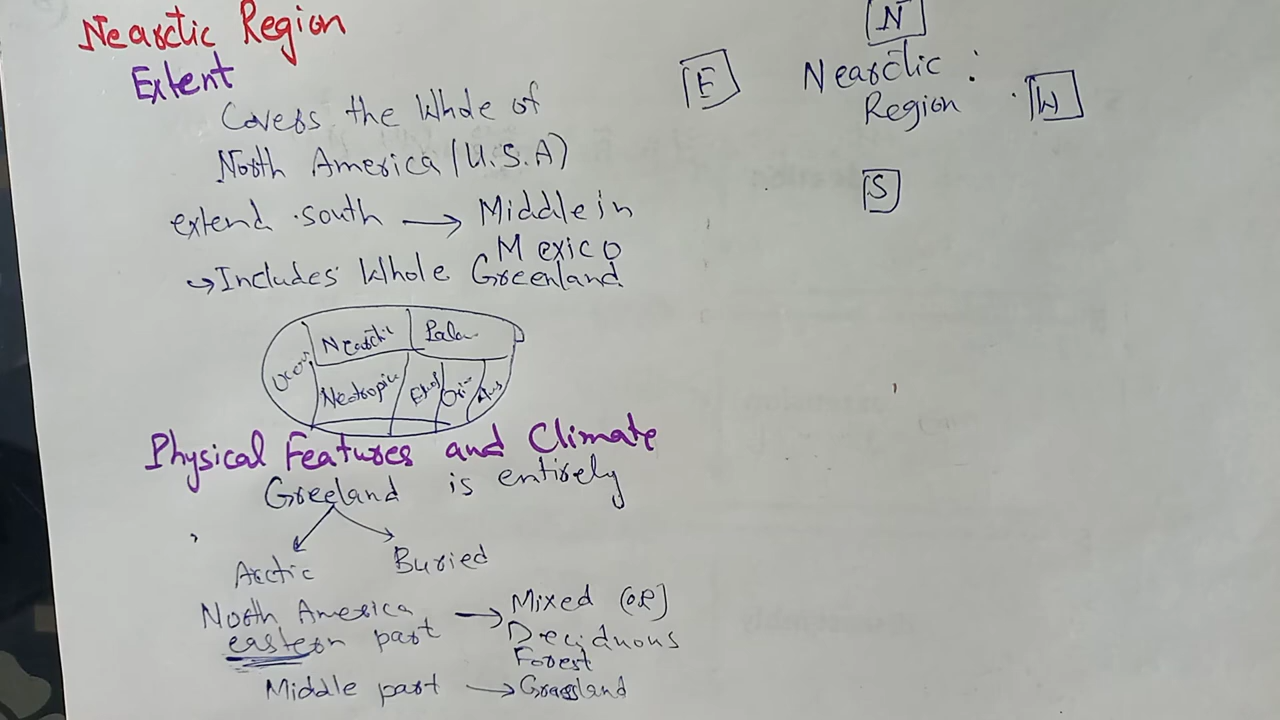 Nearctic Region
Extent
Covers the Whole of
North America (U.S.A)
extend south → Middle in
Mexico
↪Includes Whole Greenland
Nearctic
Neotropic
Physical Features and Climate
Greeland is entirely
Arctic Buried
North America → Mixed (OR)
eastern part Deciduous
Forest
Middle part → Grassland
N
E Nearctic : W
Region
S